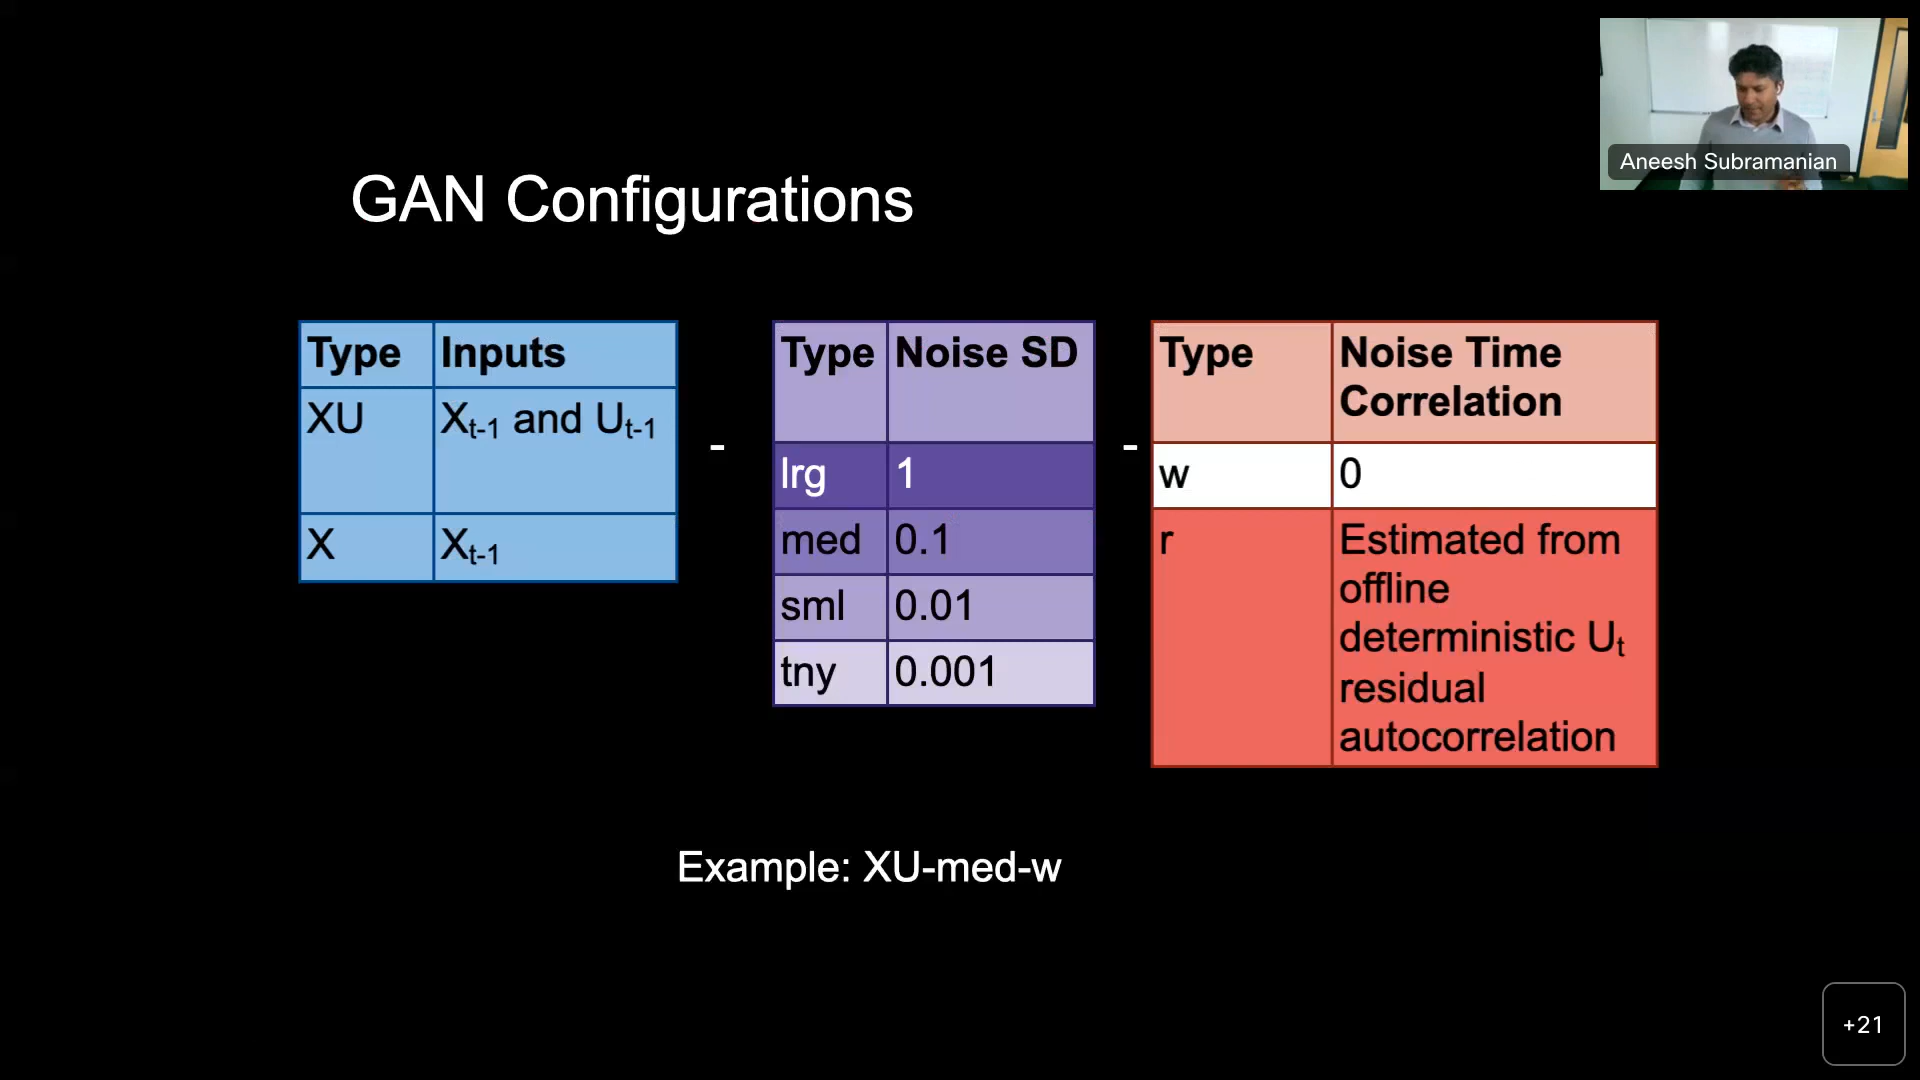 Aneesh Subramanian
GAN Configurations
Type Inputs
XU Xt-1 and Ut-1
X Xt-1
-
Type Noise SD
lrg 1
med 0.1
sml 0.01
tny 0.001
-
Type Noise Time
Correlation
w 0
r Estimated from
offline
deterministic Ut
residual
autocorrelation
Example: XU-med-w
+21